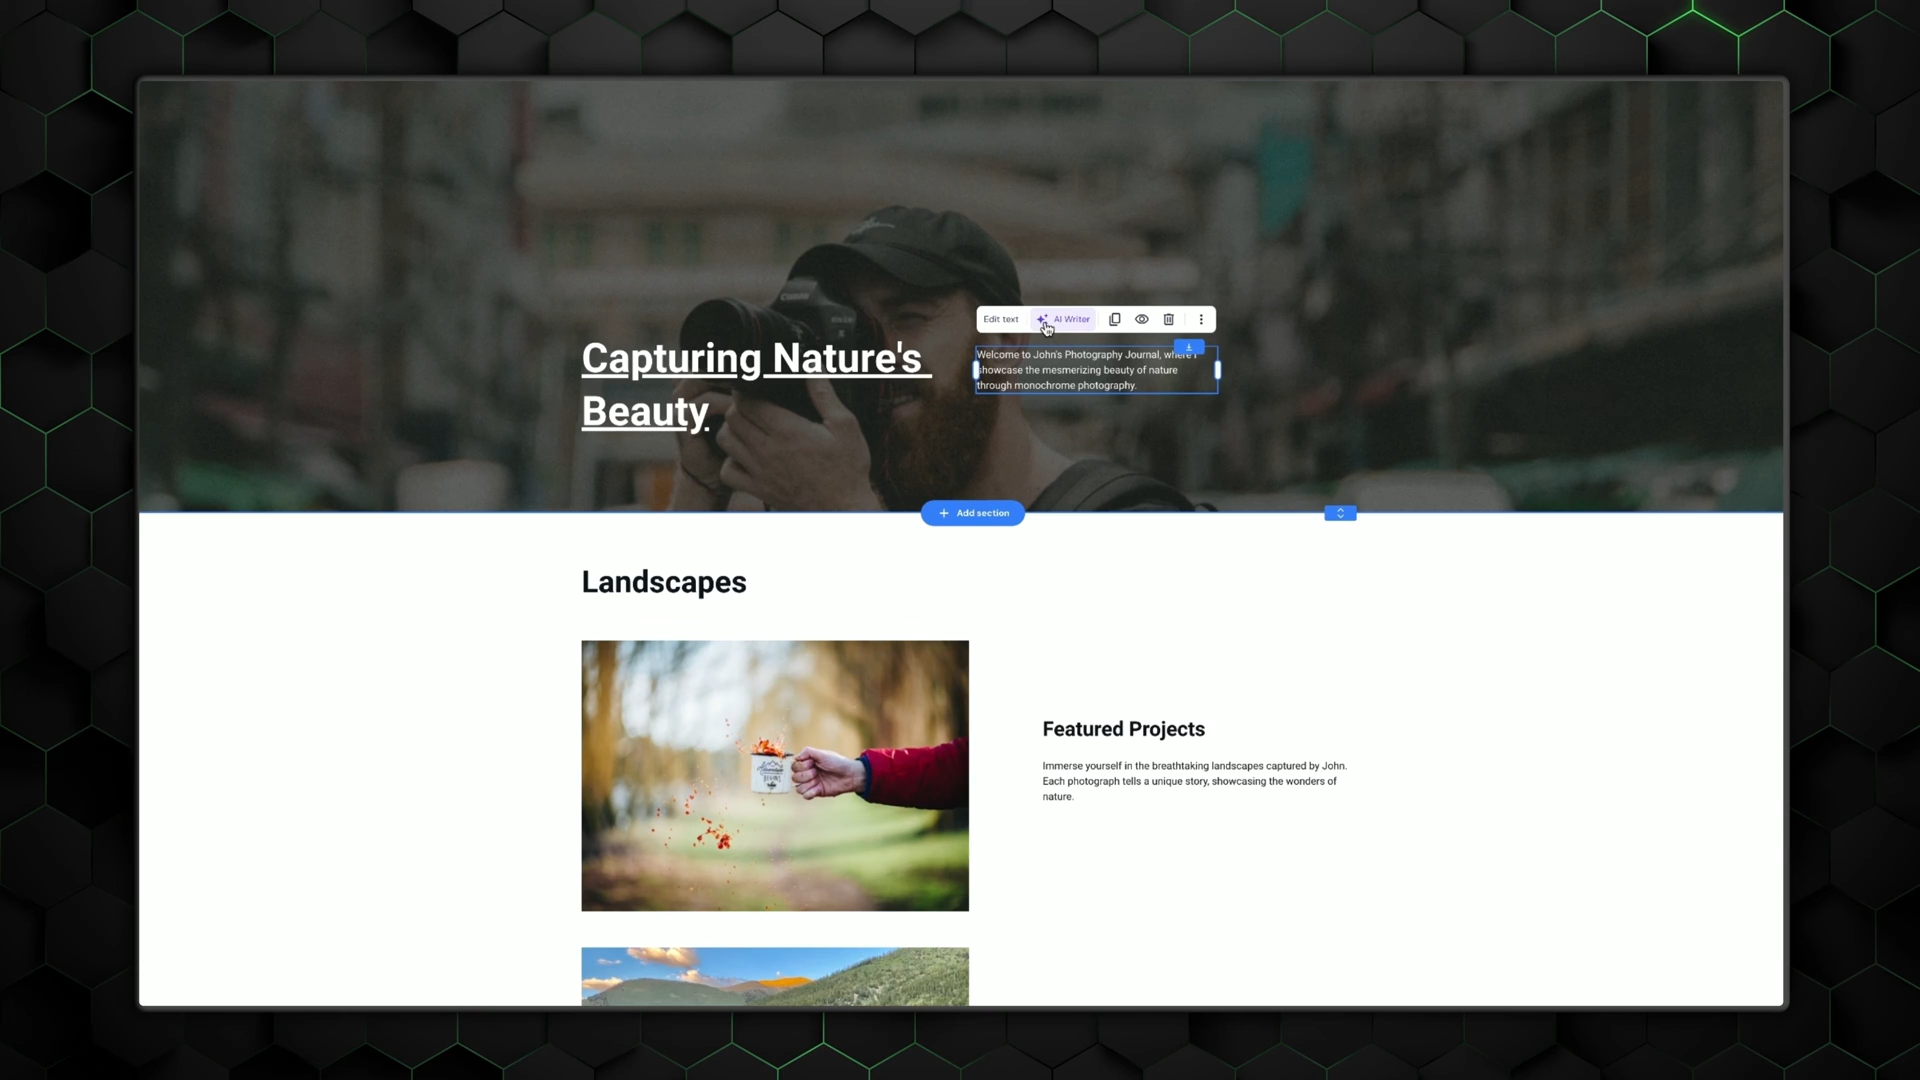 Edit text
AI Writer
Capturing Nature's
Beauty
Welcome to John's Photography Journal, where I
showcase the mesmerizing beauty of nature
through monochrome photography.
Add section
Landscapes
Featured Projects
Immerse yourself in the breathtaking landscapes captured by John.
Each photograph tells a unique story, showcasing the wonders of
nature.